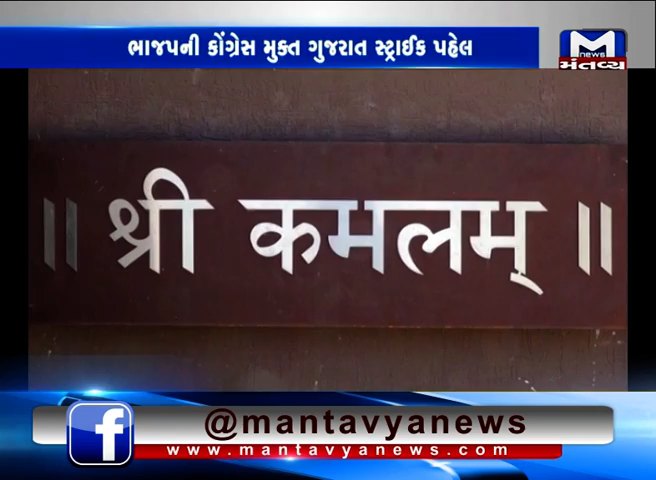 ભાજપની કોંગ્રેસ મુક્ત ગુજરાત સ્ટ્રાઈક પહેલ
M
news
મંતવ્ય
॥ श्री कमलम् ॥
f @mantavyanews
www.mantavyanews.com